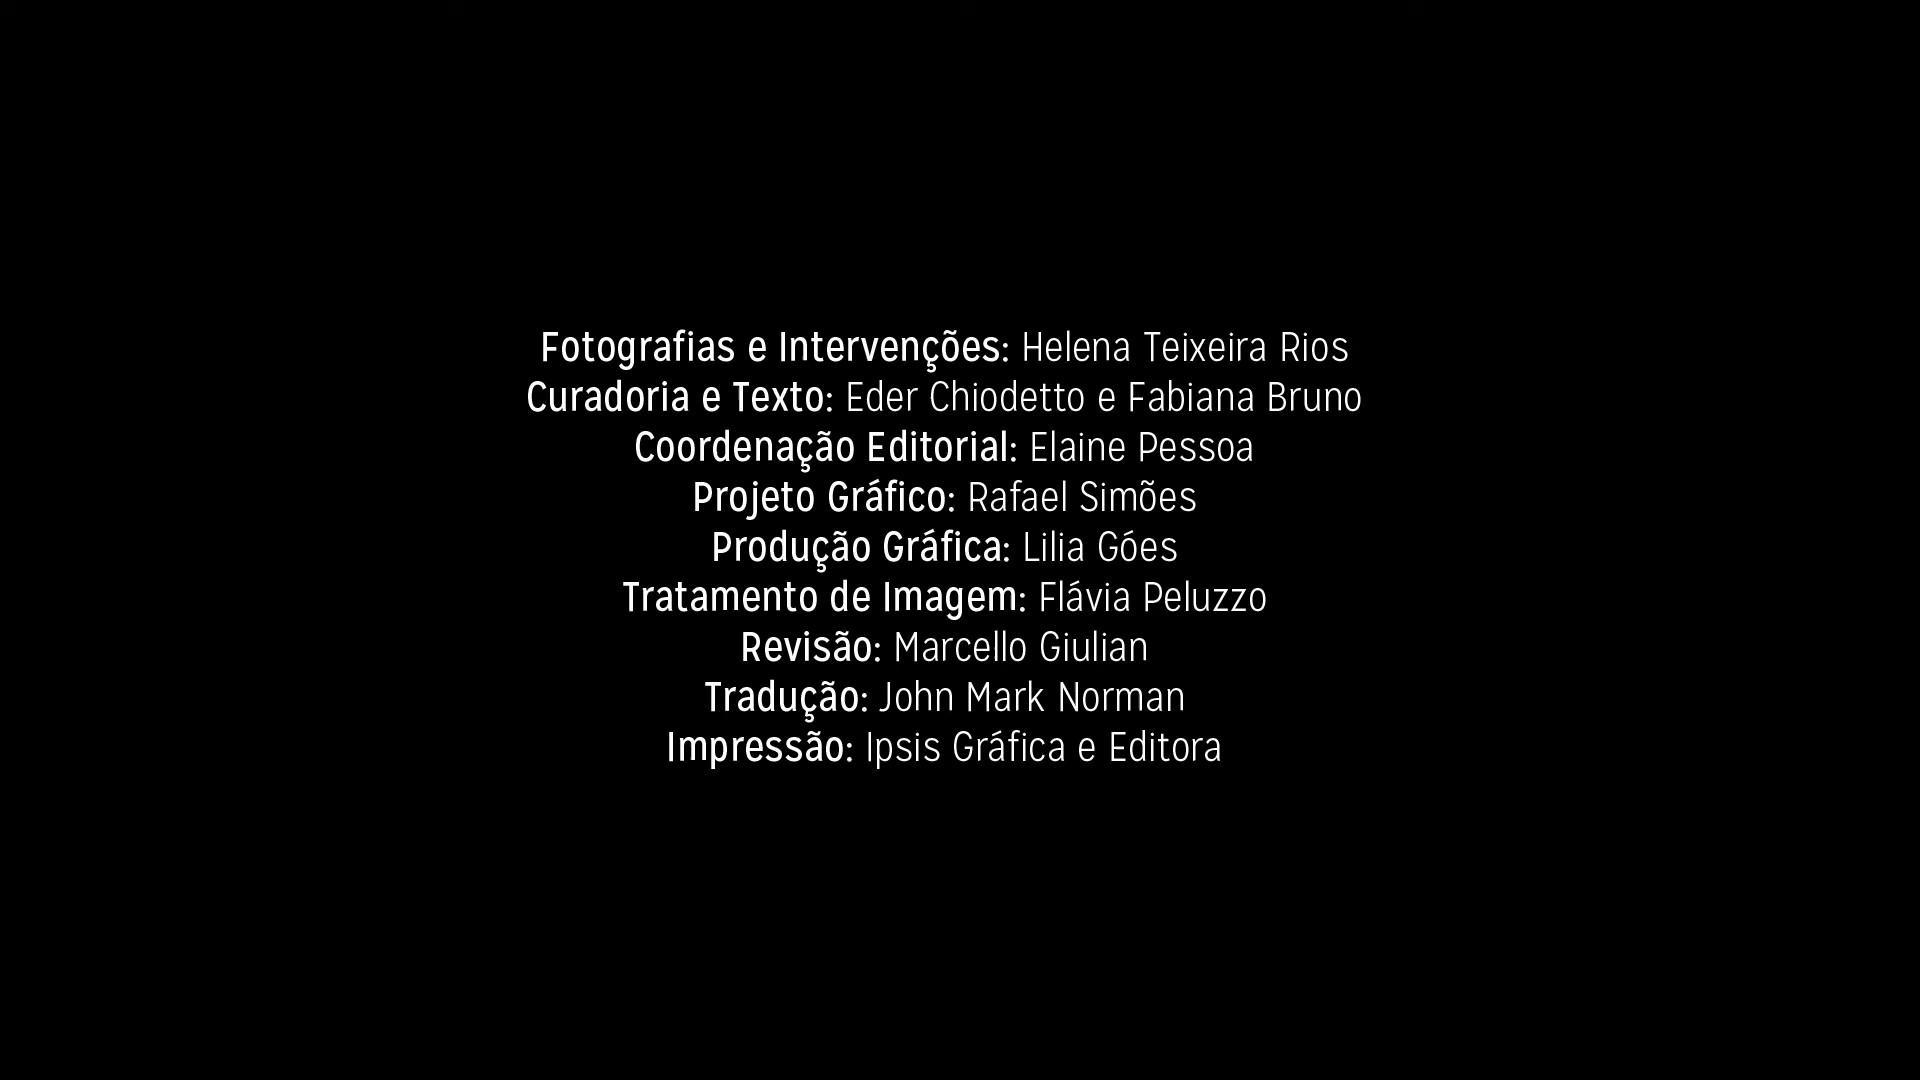 Fotografias e Intervenções: Helena Teixeira Rios
Curadoria e Texto: Eder Chiodetto e Fabiana Bruno
Coordenação Editorial: Elaine Pessoa
Projeto Gráfico: Rafael Simões
Produção Gráfica: Lilia Góes
Tratamento de Imagem: Flávia Peluzzo
Revisão: Marcello Giulian
Tradução: John Mark Norman
Impressão: Ipsis Gráfica e Editora